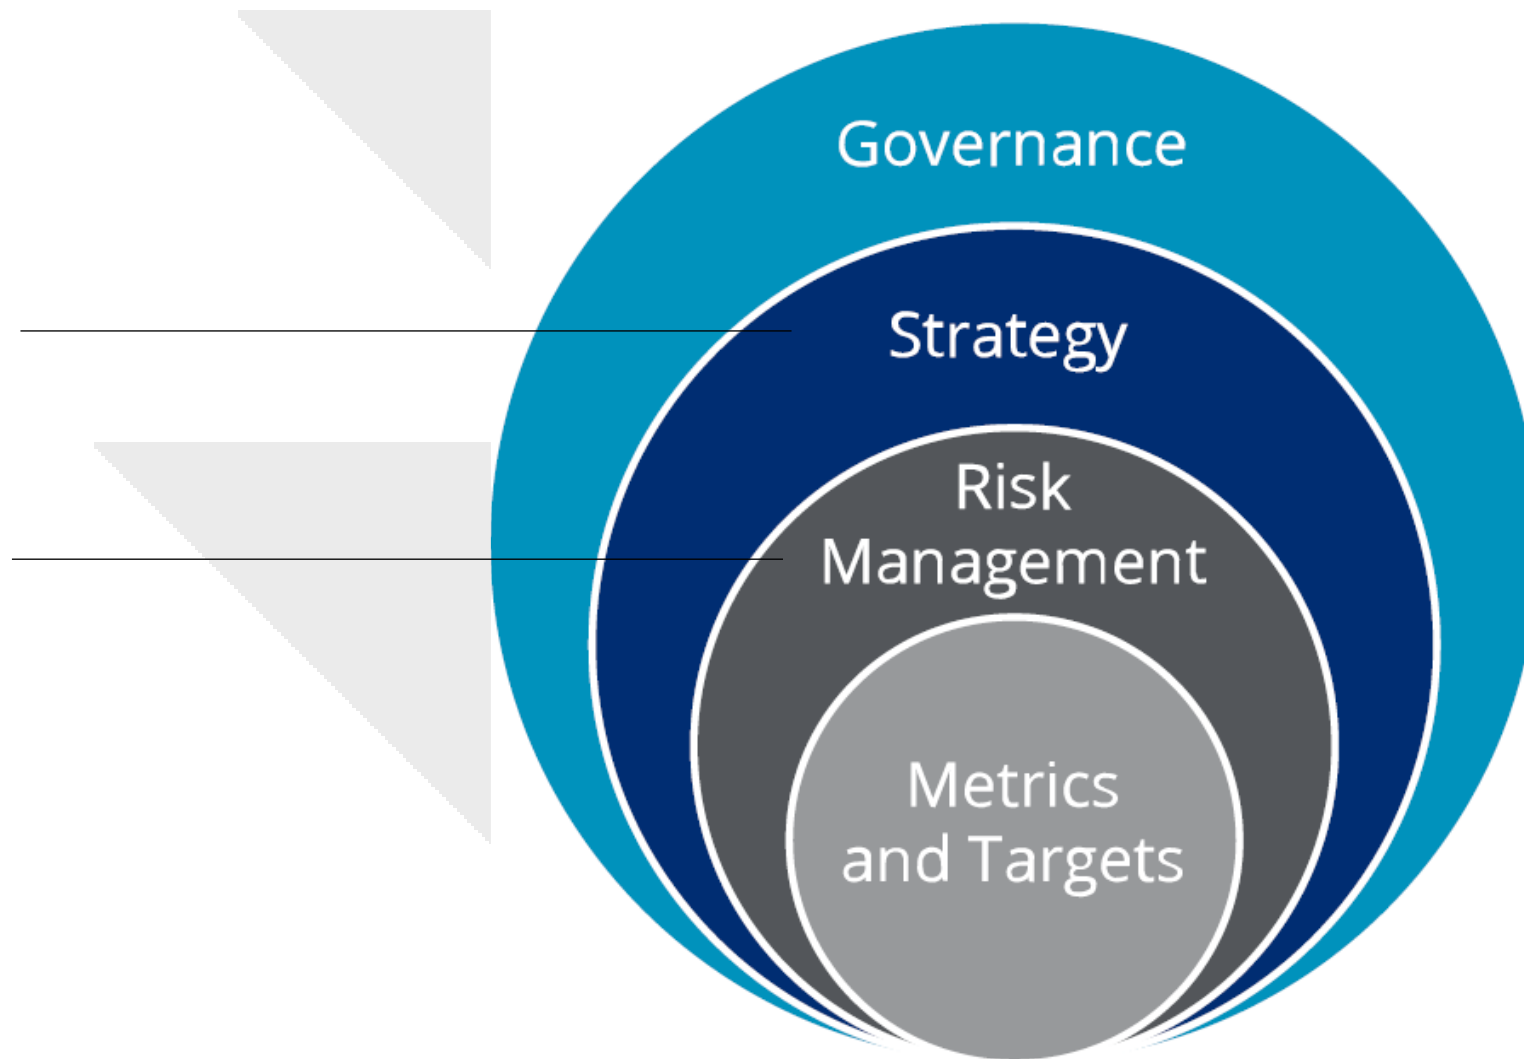 Governance
Strategy
Risk
Management
Metrics
and Targets